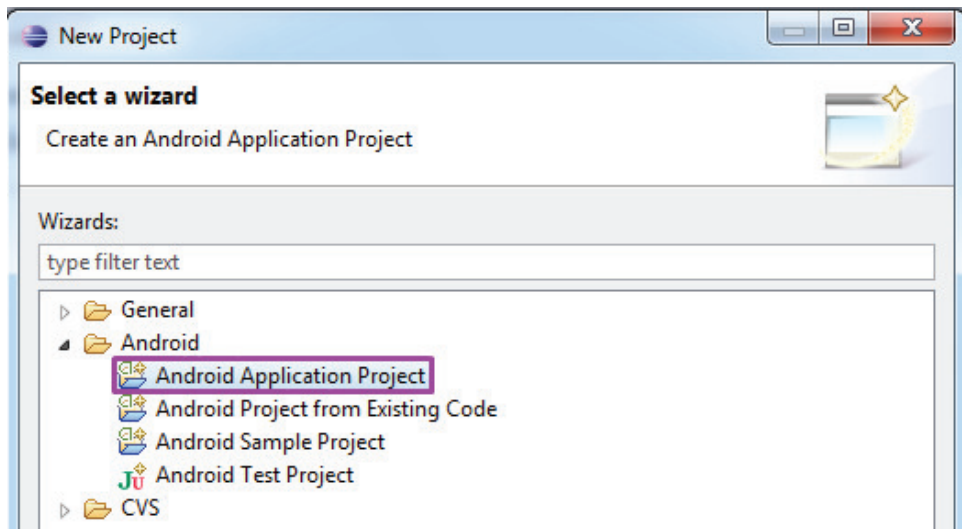 New Project
Select a wizard
Create an Android Application Project
Wizards:
type filter text
General
Android
Android Application Project
Android Project from Existing Code
Android Sample Project
Android Test Project
CVS